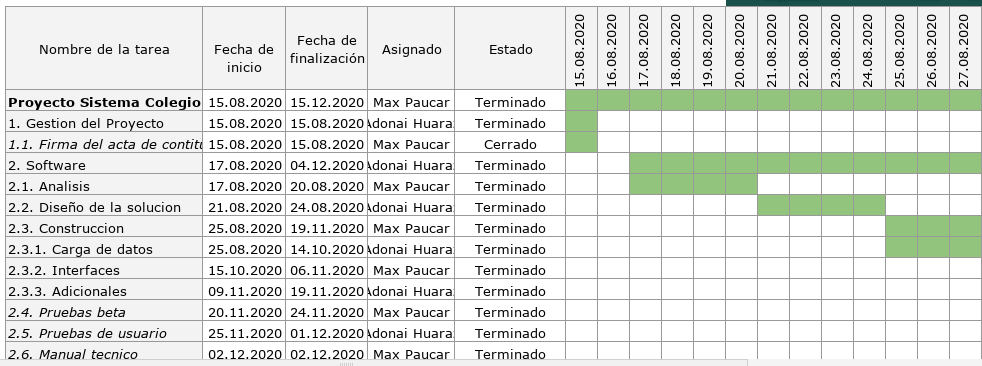 Nombre de la tarea Fecha de inicio Fecha de finalización Asignado Estado 15.08.2020 16.08.2020 17.08.2020 18.08.2020 19.08.2020 20.08.2020 21.08.2020 22.08.2020 23.08.2020 24.08.2020 25.08.2020 26.08.2020 27.08.2020
Proyecto Sistema Colegio 15.08.2020 15.12.2020 Max Paucar Terminado
1. Gestion del Proyecto 15.08.2020 15.08.2020 Adonai Huara Terminado
1.1. Firma del acta de contitu 15.08.2020 15.08.2020 Max Paucar Cerrado
2. Software 17.08.2020 04.12.2020 Adonai Huara Terminado
2.1. Analisis 17.08.2020 20.08.2020 Max Paucar Terminado
2.2. Diseño de la solucion 21.08.2020 24.08.2020 Adonai Huara Terminado
2.3. Construccion 25.08.2020 19.11.2020 Max Paucar Terminado
2.3.1. Carga de datos 25.08.2020 14.10.2020 Adonai Huara Terminado
2.3.2. Interfaces 15.10.2020 06.11.2020 Max Paucar Terminado
2.3.3. Adicionales 09.11.2020 19.11.2020 Adonai Huara Terminado
2.4. Pruebas beta 20.11.2020 24.11.2020 Max Paucar Terminado
2.5. Pruebas de usuario 25.11.2020 01.12.2020 Adonai Huara Terminado
2.6. Manual tecnico 02.12.2020 02.12.2020 Max Paucar Terminado